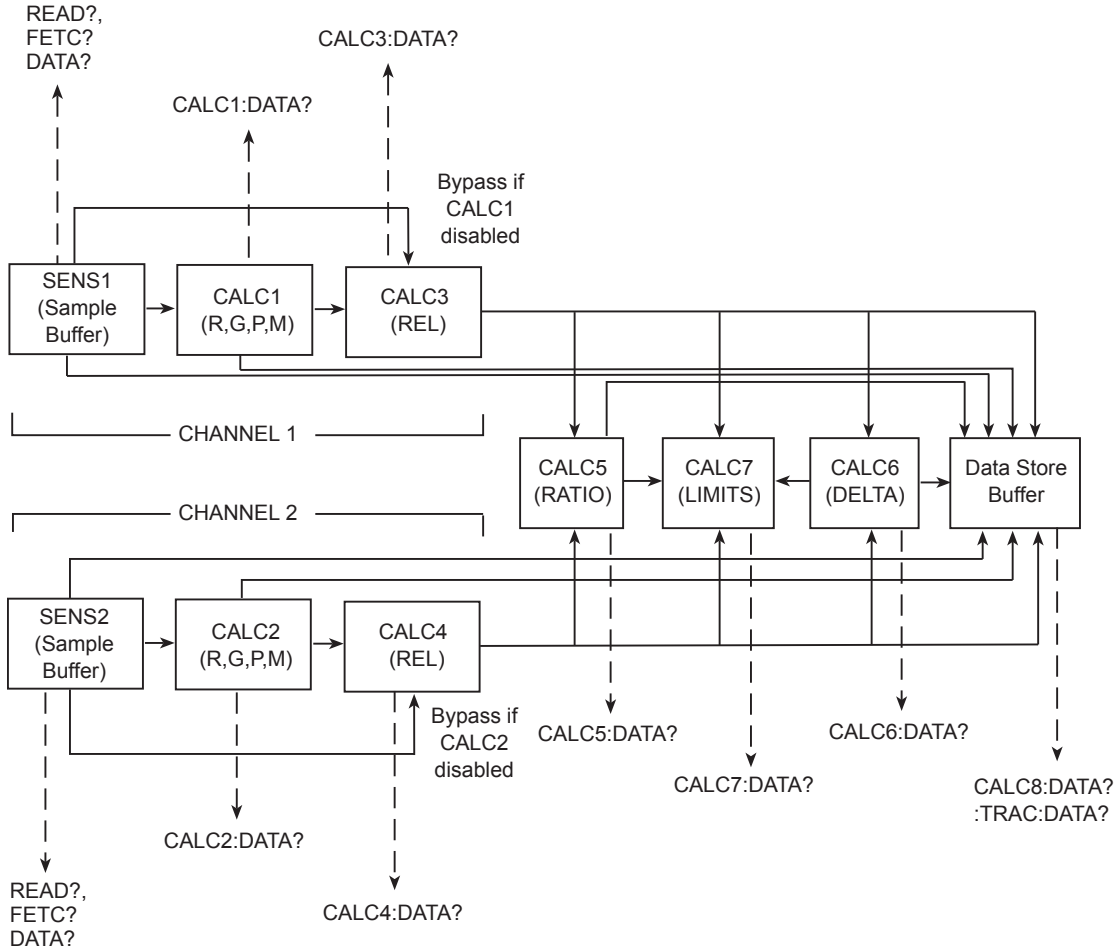 READ?,
FETC?
DATA?
CALC3:DATA?
CALC1:DATA?
Bypass if
CALC1
disabled
SENS1
(Sample
Buffer)
CALC1
(R,G,P,M)
CALC3
(REL)
CHANNEL 1
CALC5
(RATIO)
CALC7
(LIMITS)
CALC6
(DELTA)
Data Store
Buffer
CHANNEL 2
SENS2
(Sample
Buffer)
CALC2
(R,G,P,M)
CALC4
(REL)
Bypass if
CALC2
disabled
CALC5:DATA?
CALC6:DATA?
CALC7:DATA?
CALC8:DATA?
:TRAC:DATA?
CALC2:DATA?
READ?,
FETC?
DATA?
CALC4:DATA?